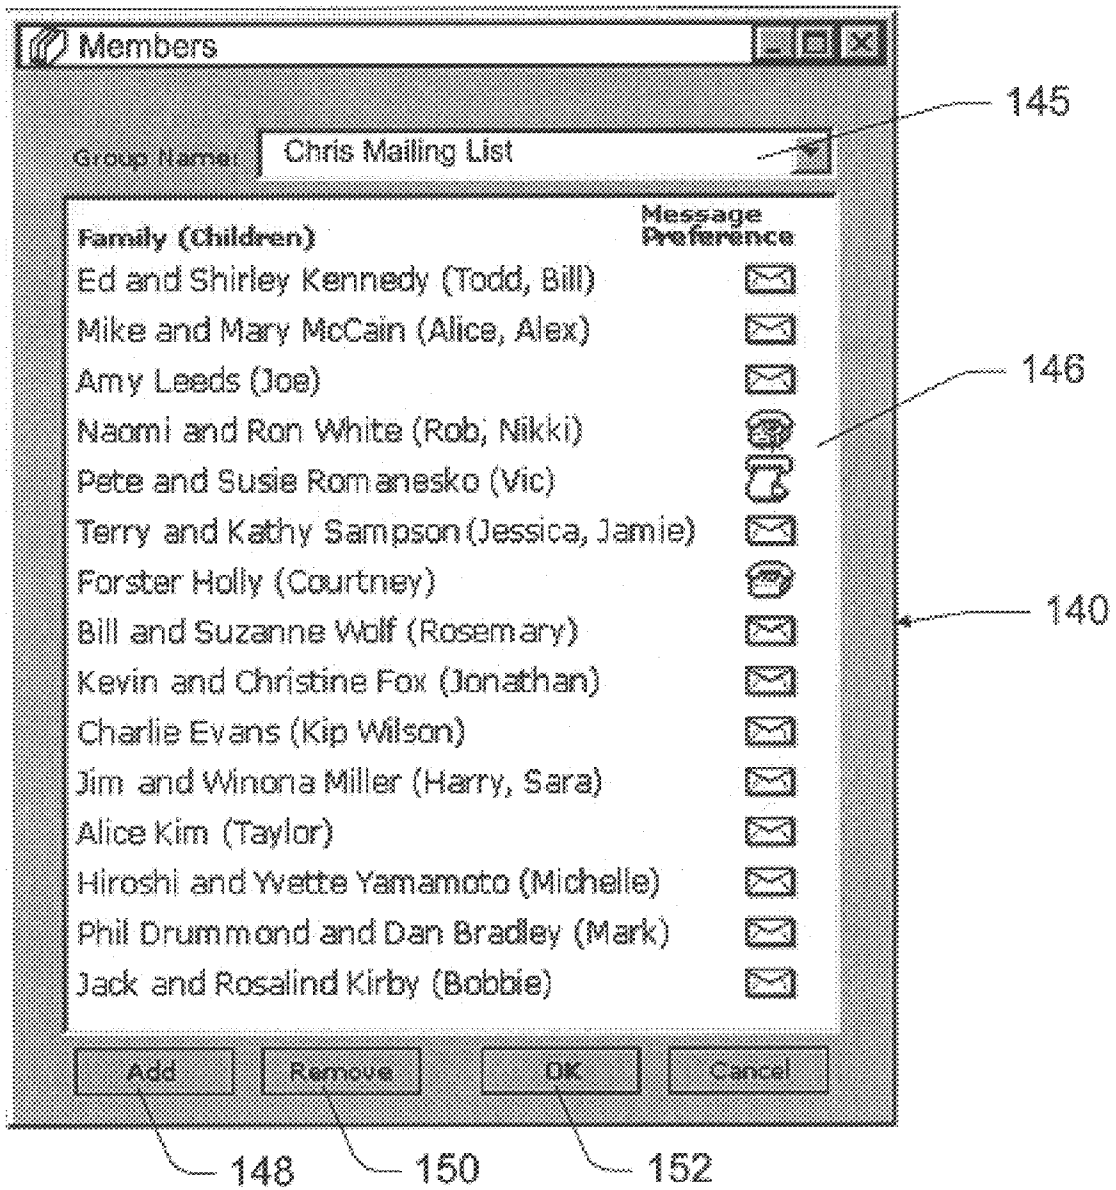 Members
145
Group Name:
Chris Mailing List
Message
Family (Children) Preference
Ed and Shirley Kennedy (Todd, Bill)
Mike and Mary McCain (Alice, Alex)
146
Amy Leeds (Joe)
Naomi and Ron White (Rob, Nikki)
Pete and Susie Romanesko (Vic)
Terry and Kathy Sampson (Jessica, Jamie)
Forster Holly (Courtney)
140
Bill and Suzanne Wolf (Rosemary)
Kevin and Christine Fox (Jonathan)
Charlie Evans (Kip Wilson)
Jim and Winona Miller (Harry, Sara)
Alice Kim (Taylor)
Hiroshi and Yvette Yamamoto (Michelle)
Phil Drummond and Dan Bradley (Mark)
Jack and Rosalind Kirby (Bobbie)
Add Remove OK Cancel
148 150 152